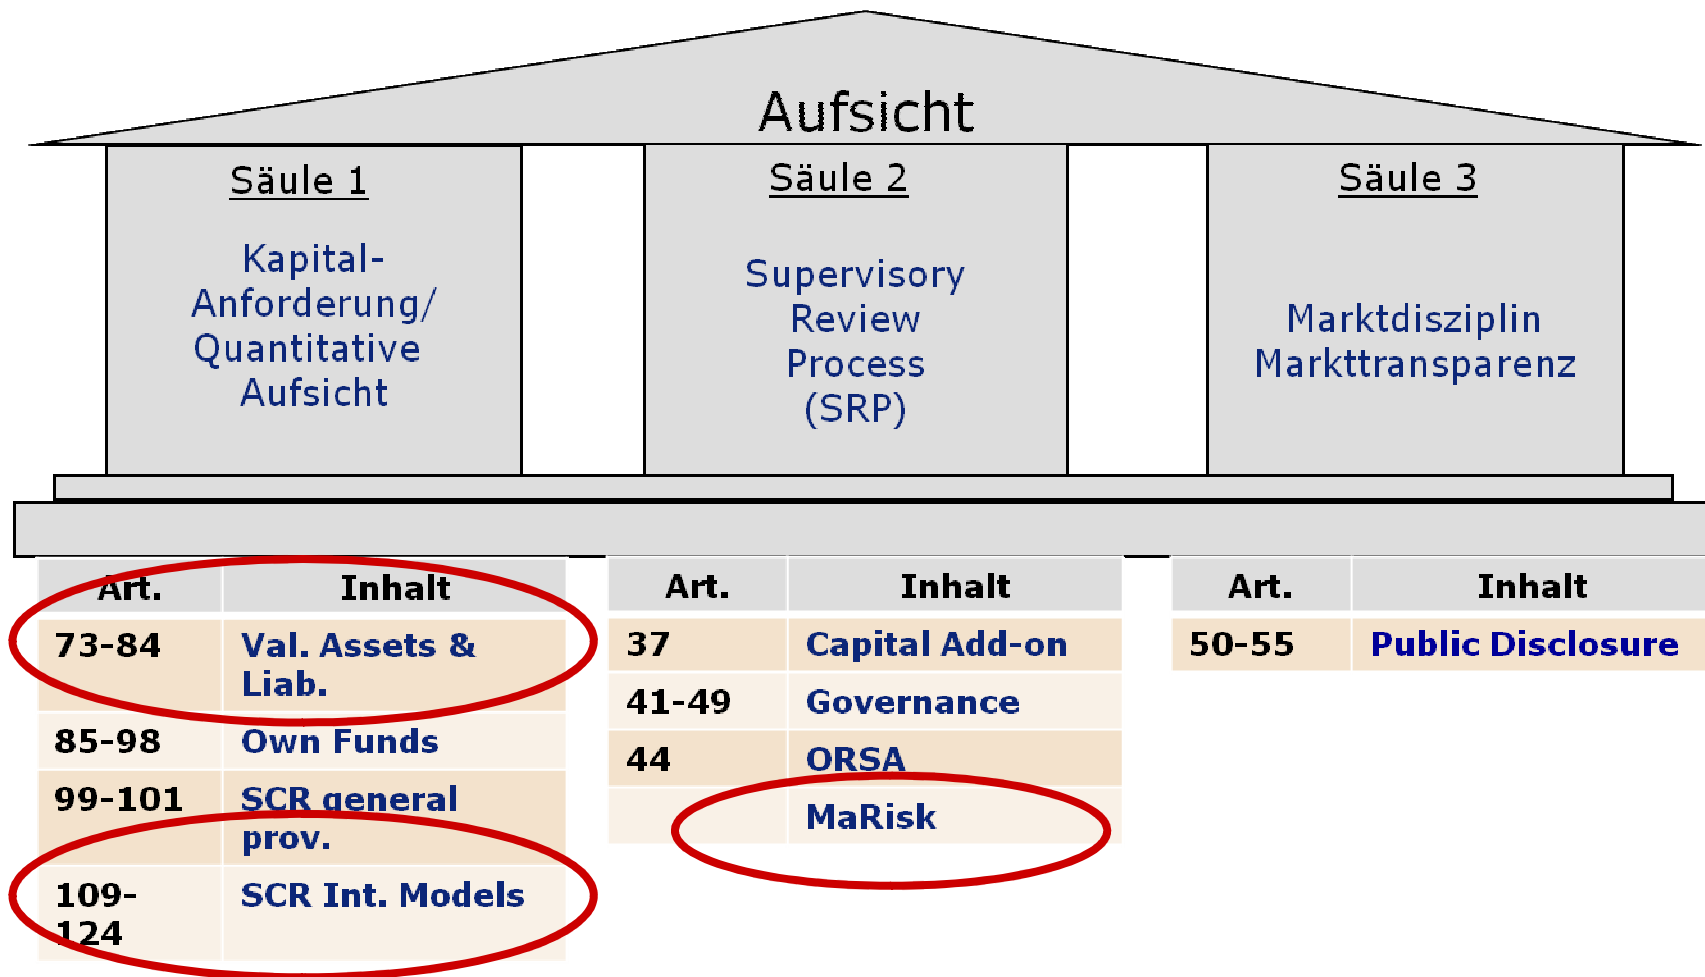 Aufsicht
Säule 1
Kapital-
Anforderung/
Quantitative
Aufsicht
Säule 2
Supervisory
Review
Process
(SRP)
Säule 3
Marktdisziplin
Markttransparenz
Art. Inhalt
73-84 Val. Assets &
Liab.
85-98 Own Funds
99-101 SCR general
prov.
109- SCR Int. Models
124
Art. Inhalt
37 Capital Add-on
41-49 Governance
44 ORSA
MaRisk
Art. Inhalt
50-55 Public Disclosure